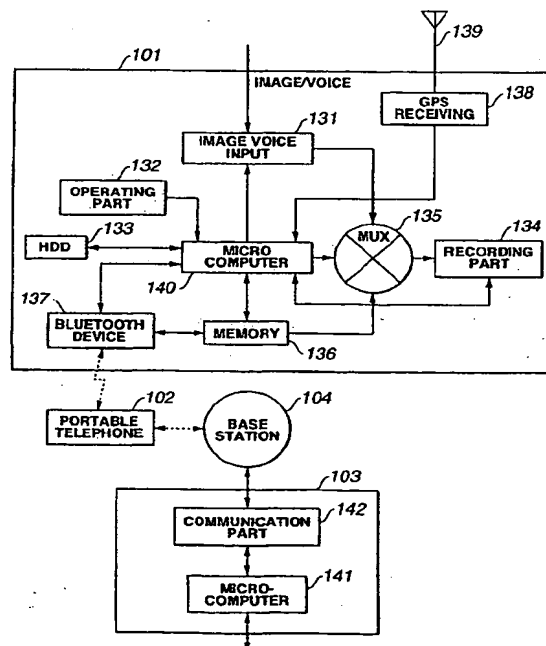 139
101
IMAGE/VOICE
138
GPS
RECEIVING
131
IMAGE VOICE
INPUT
132
OPERATING
PART
135
MUX
134
RECORDING
PART
133
HDD
MICRO
COMPUTER
140
137
BLUETOOTH
DEVICE
MEMORY
136
102
PORTABLE
TELEPHONE
104
BASE
STATION
103
142
COMMUNICATION
PART
141
MICRO-
COMPUTER